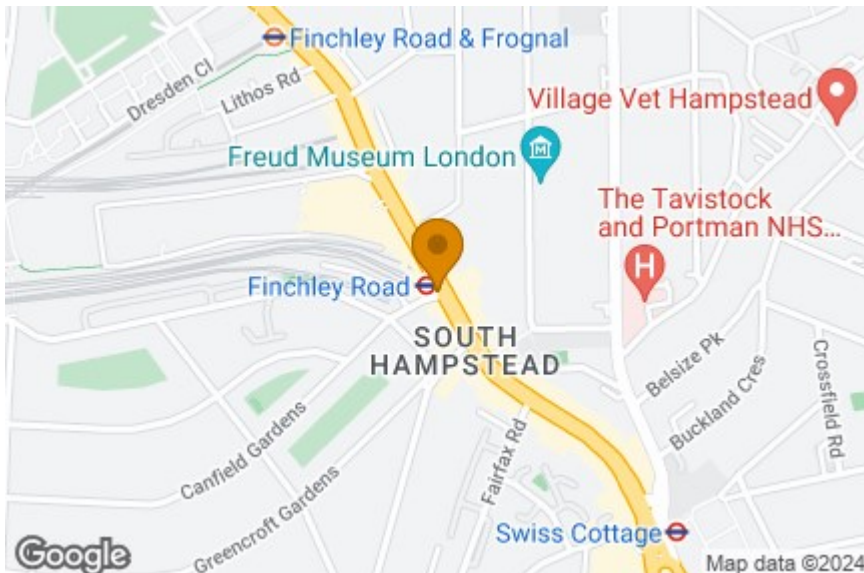 Finchley Road & Frognal
Dresden Cl
Lithos Rd
Village Vet Hampstead
Freud Museum London
M
The Tavistock
and Portman NHS...
H
Finchley Road
SOUTH
HAMPSTEAD
Belsize Pk
Crossfield Rd
Buckland Cres
Canfield Gardens
Fairfax Rd
Greencroft Gardens
Swiss Cottage
Google
Map data ©2024